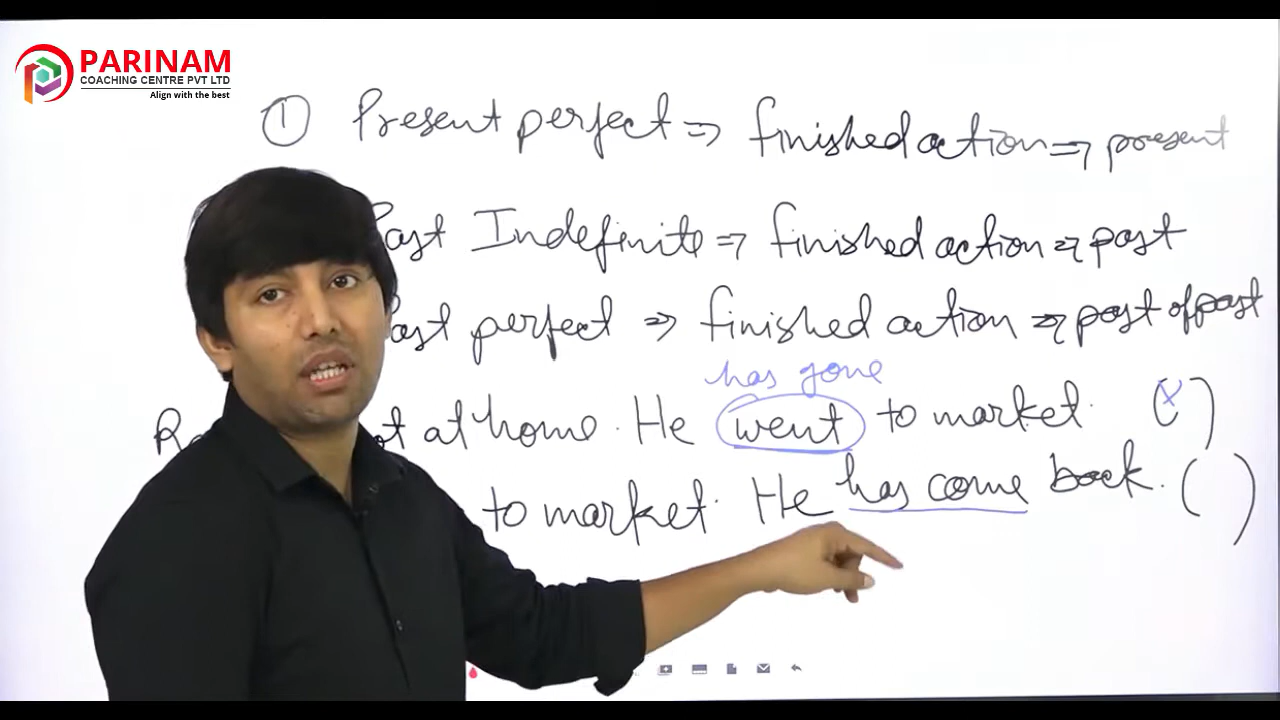 PARINAM
COACHING CENTRE PVT LTD
Align with the best
① Present perfect ⇒ finished action ⇒ present
Past Indefinite ⇒ finished action ⇒ past
Past perfect ⇒ finished action ⇒ past of past
has gone
at home. He went to market. (x)
to market. He has come back. ( )